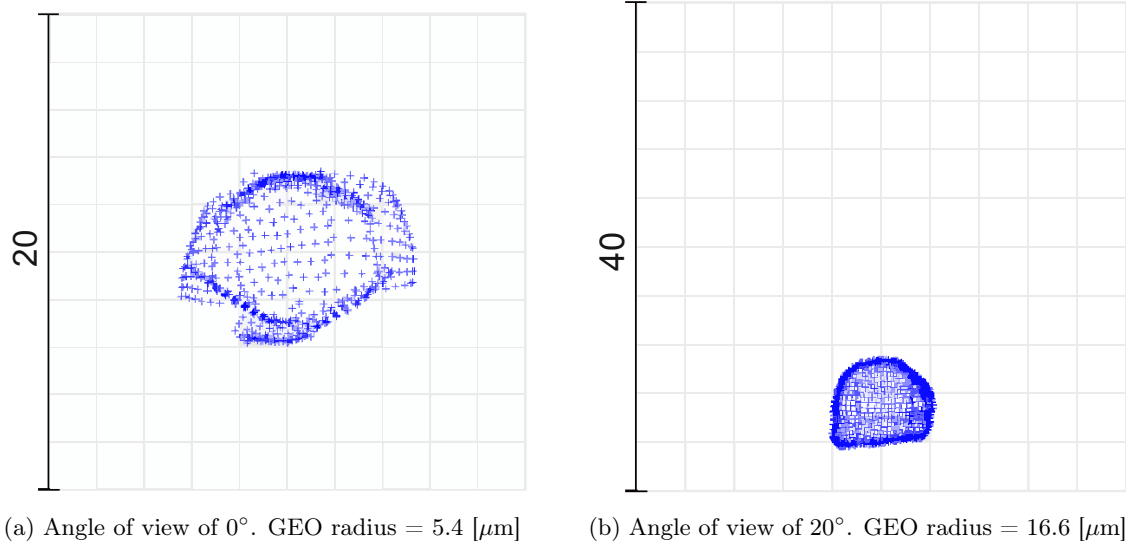 20
40
(a) Angle of view of 0°. GEO radius = 5.4 [μm]
(b) Angle of view of 20°. GEO radius = 16.6 [μm]